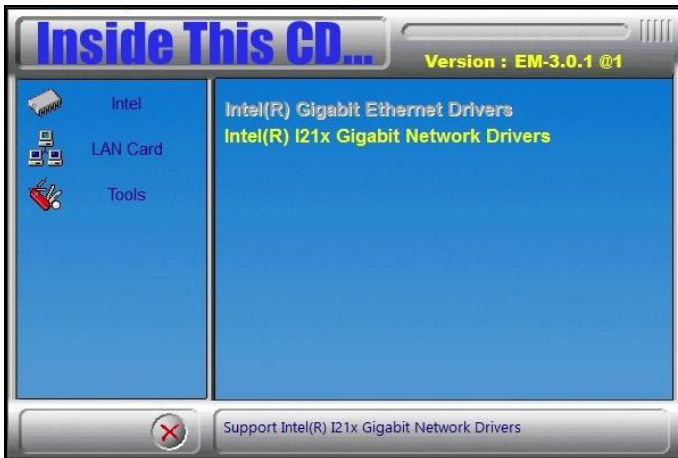 Inside This CD...
Version : EM-3.0.1 @1
Intel
LAN Card
Tools
Intel(R) Gigabit Ethernet Drivers
Intel(R) I21x Gigabit Network Drivers
Support Intel(R) I21x Gigabit Network Drivers